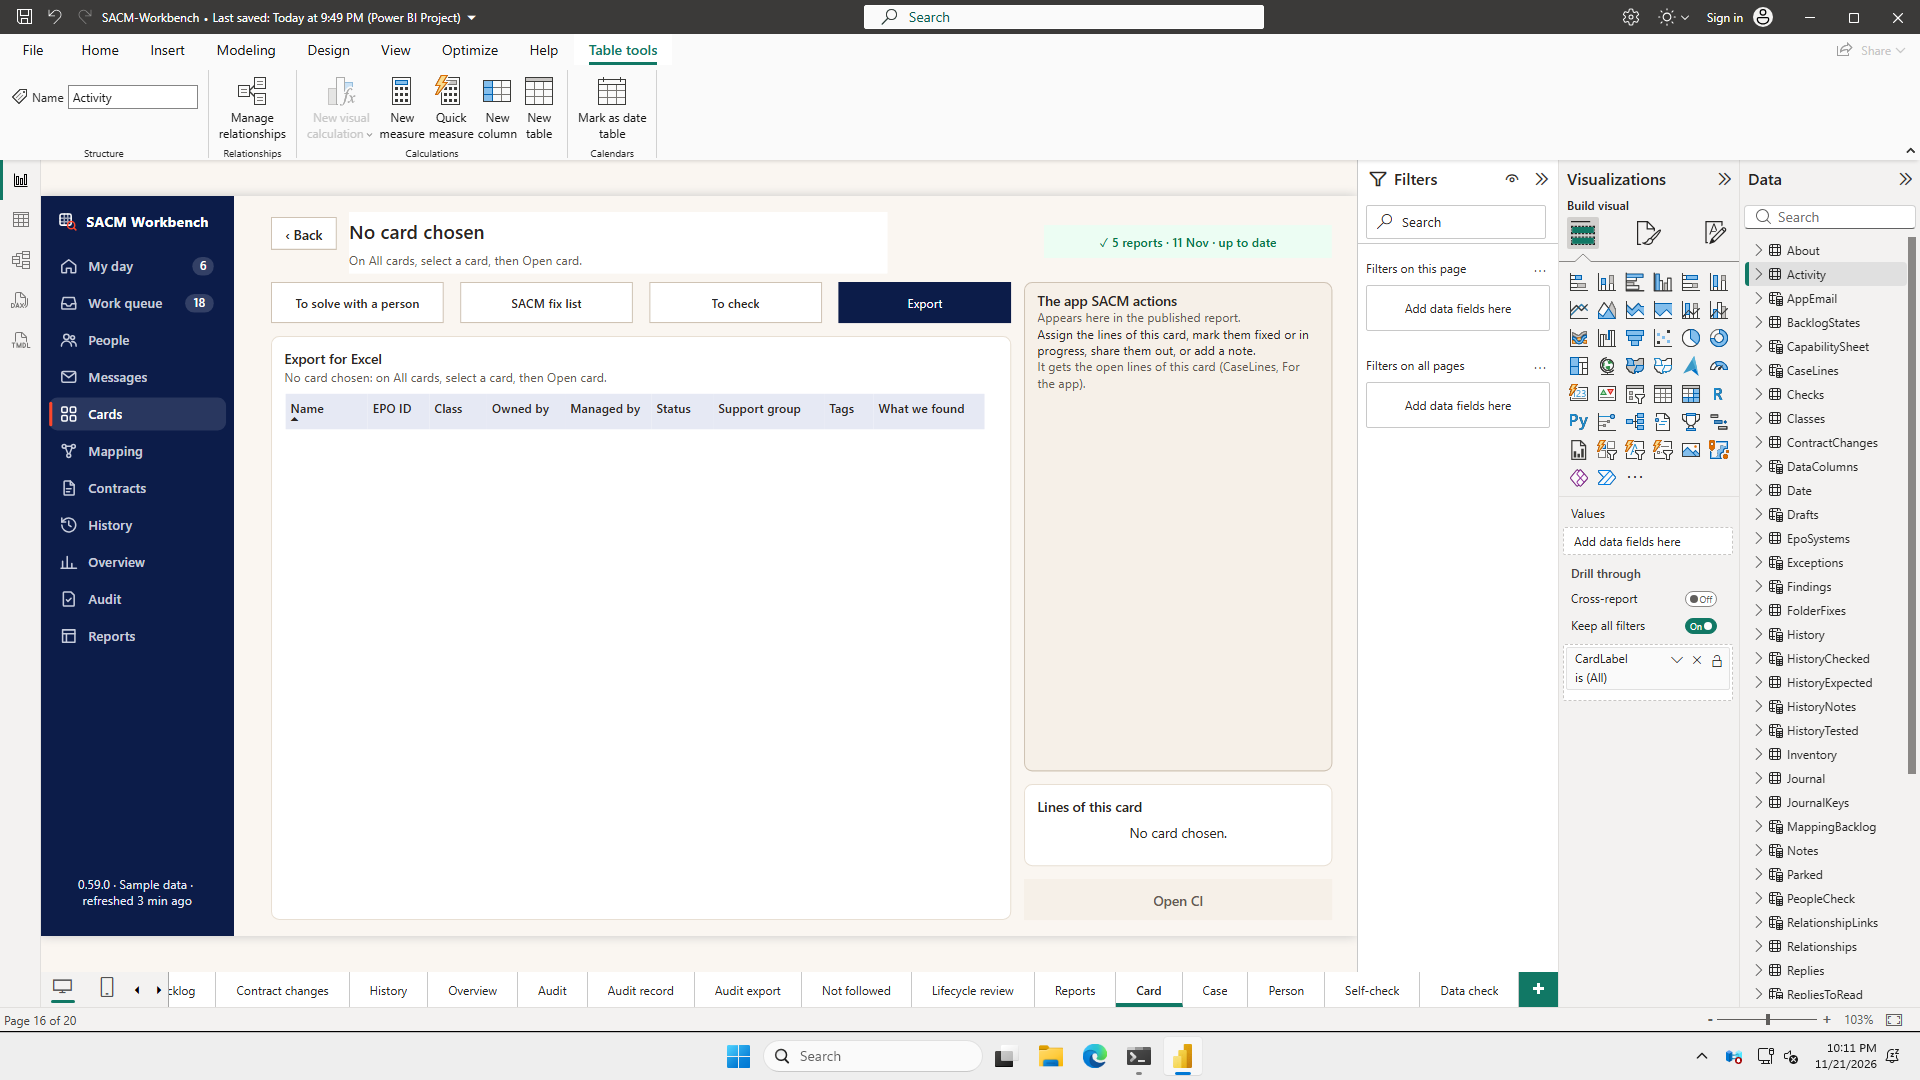 SACM-Workbench • Last saved: Today at 9:49 PM (Power BI Project)
Search
Sign in
File
Home
Insert
Modeling
Design
View
Optimize
Help
Table tools
Share
Name
Activity
Structure
Manage relationships
Relationships
New visual calculation
New measure
Quick measure
New column
New table
Calculations
Mark as date table
Calendars
SACM Workbench
My day 6
Work queue 18
People
Messages
Cards
Mapping
Contracts
History
Overview
Audit
Reports
0.59.0 · Sample data ·
refreshed 3 min ago
‹ Back
No card chosen
On All cards, select a card, then Open card.
✓ 5 reports · 11 Nov · up to date
To solve with a person
SACM fix list
To check
Export
Export for Excel
No card chosen: on All cards, select a card, then Open card.
Name EPO ID Class Owned by Managed by Status Support group Tags What we found
The app SACM actions
Appears here in the published report.
Assign the lines of this card, mark them fixed or in
progress, share them out, or add a note.
It gets the open lines of this card (CaseLines, For
the app).
Lines of this card
No card chosen.
Open CI
Filters
Search
Filters on this page
Add data fields here
Filters on all pages
Add data fields here
Visualizations
Build visual
Values
Add data fields here
Drill through
Cross-report
Off
Keep all filters
On
CardLabel
is (All)
Data
Search
About
Activity
AppEmail
BacklogStates
CapabilitySheet
CaseLines
Checks
Classes
ContractChanges
DataColumns
Date
Drafts
EpoSystems
Exceptions
Findings
FolderFixes
History
HistoryChecked
HistoryExpected
HistoryNotes
HistoryTested
Inventory
Journal
JournalKeys
MappingBacklog
Notes
Parked
PeopleCheck
RelationshipLinks
Relationships
Replies
RepliesToRead
cklog
Contract changes
History
Overview
Audit
Audit record
Audit export
Not followed
Lifecycle review
Reports
Card
Case
Person
Self-check
Data check
+
Page 16 of 20
- + 103%
Search
10:11 PM
11/21/2026